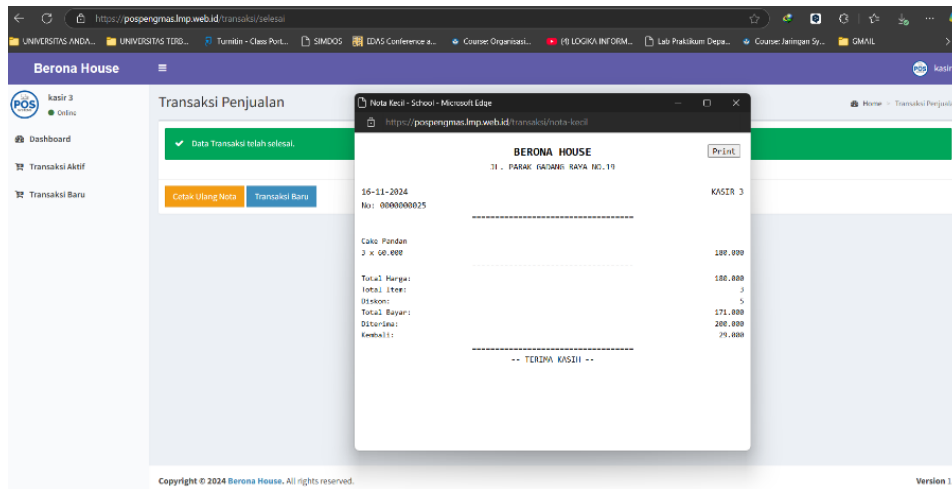 https://pospengmas.lmp.web.id/transaksi/selesai
UNIVERSITAS ANDA...
UNIVERSITAS TERB...
Turnitin - Class Port...
SIMDOS
EDAS Conference a...
Course: Organisasi...
LOGIKA INFORM...
Lab Praktikum Depa...
Course: Jaringan Sy...
GMAIL
Berona House
kasir
kasir 3
Online
Dashboard
Transaksi Aktif
Transaksi Baru
Transaksi Penjualan
Home > Transaksi Penjuala
Data Transaksi telah selesai.
Cetak Ulang Nota
Transaksi Baru
Nota Kecil - School - Microsoft Edge
https://pospengmas.lmp.web.id/transaksi/nota-kecil
BERONA HOUSE
Print
JL. PARAK GADANG RAYA NO.19
16-11-2024 KASIR 3
No: 0000000025
===================================
Cake Pandan
3 x 60.000 180.000
-----------------------------------
Total Harga: 180.000
Total Item: 3
Diskon: 5
Total Bayar: 171.000
Diterima: 200.000
Kembali: 29.000
===================================
-- TERIMA KASIH --
Copyright © 2024 Berona House. All rights reserved.
Version